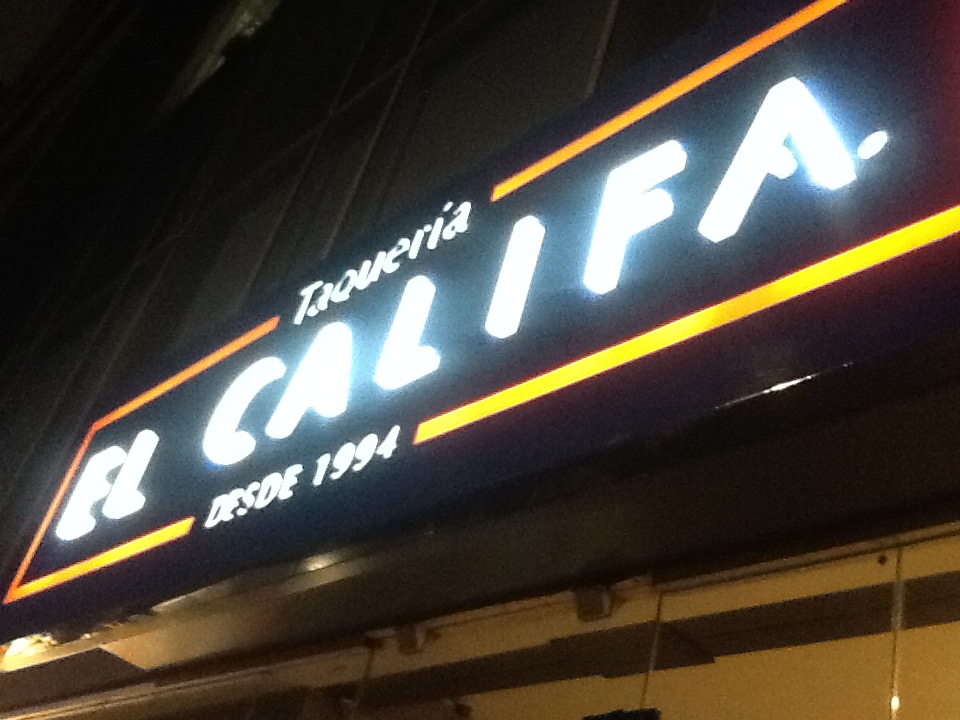 Taquería
EL CALIFA.
DESDE 1994